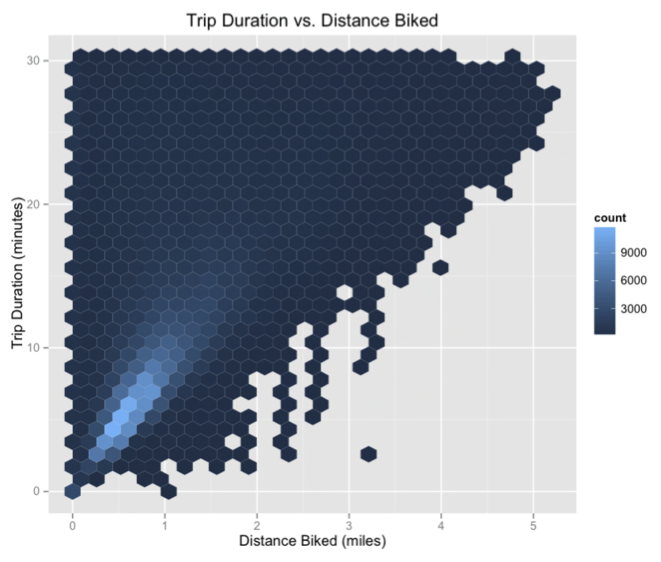 Trip Duration vs. Distance Biked
Trip Duration (minutes)
30
20
10
0
0 1 2 3 4 5
Distance Biked (miles)
count
9000
6000
3000